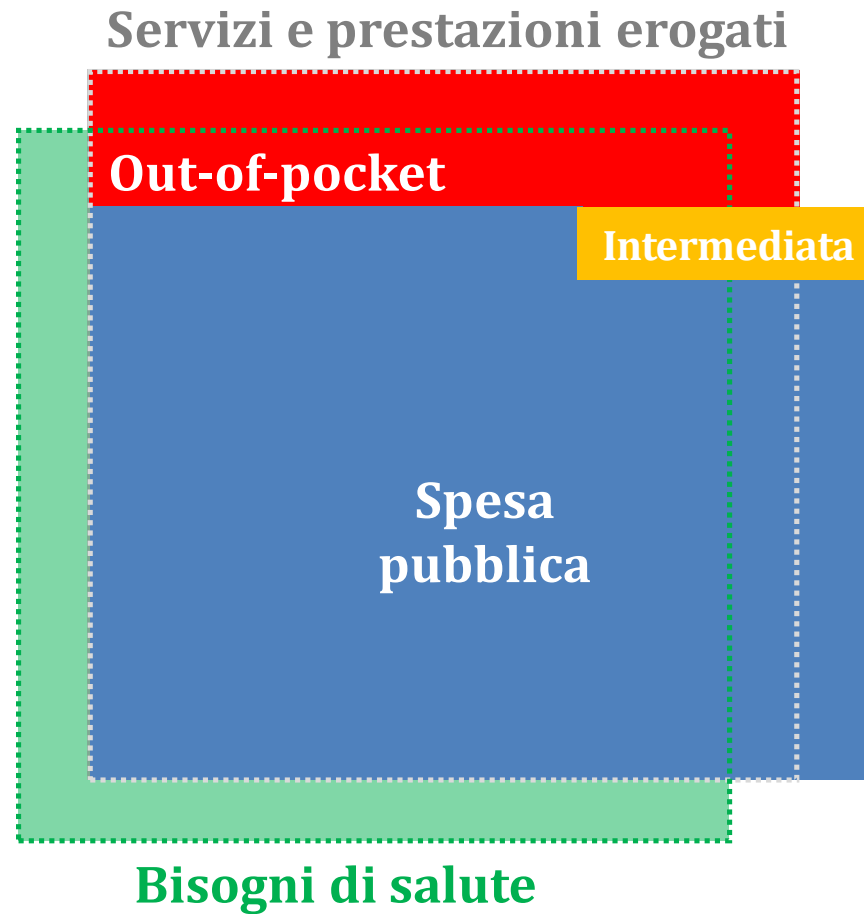 Servizi e prestazioni erogati
Out-of-pocket
Intermediata
Spesa
pubblica
Bisogni di salute